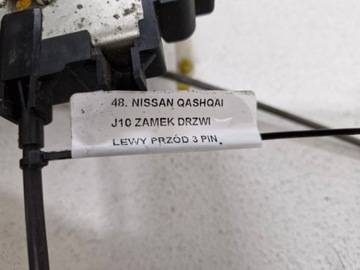 48. NISSAN QASHQAI
J10 ZAMEK DRZWI
LEWY PRZÓD 3 PIN.